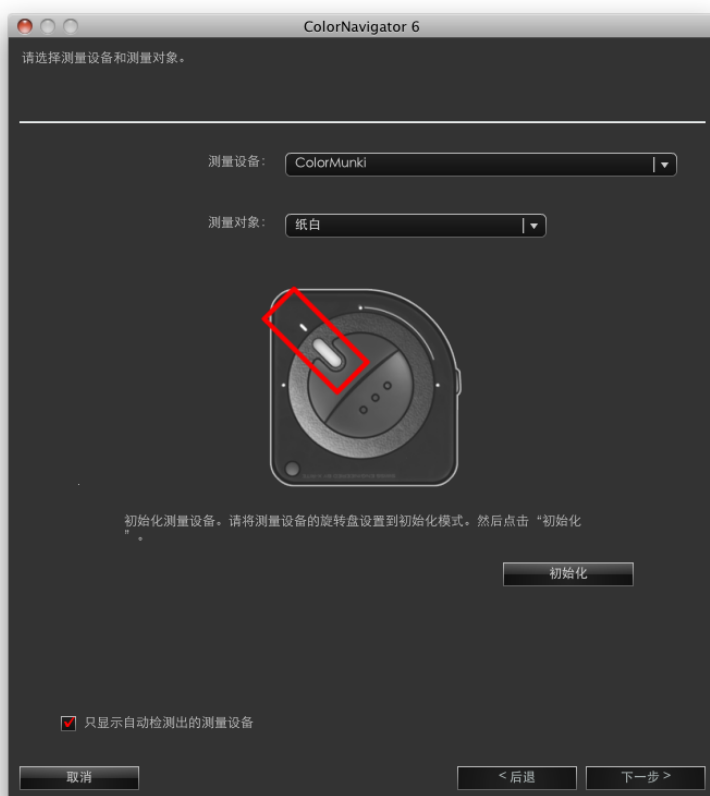 ColorNavigator 6
请选择测量设备和测量对象。
测量设备: ColorMunki
测量对象: 纸白
初始化测量设备。请将测量设备的旋转盘设置到初始化模式。然后点击“初始化
”。
初始化
只显示自动检测出的测量设备
取消 <后退 下一步>